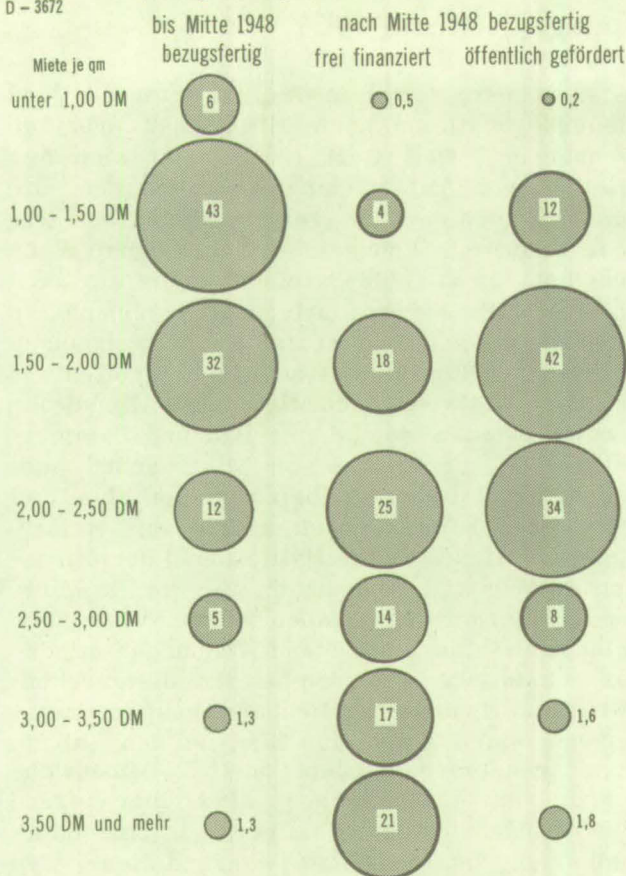 D - 3672
bis Mitte 1948
bezugsfertig
nach Mitte 1948 bezugsfertig
frei finanziert öffentlich gefördert
Miete je qm
unter 1,00 DM 6 0,5 0,2
1,00 - 1,50 DM 43 4 12
1,50 - 2,00 DM 32 18 42
2,00 - 2,50 DM 12 25 34
2,50 - 3,00 DM 5 14 8
3,00 - 3,50 DM 1,3 17 1,6
3,50 DM und mehr 1,3 21 1,8